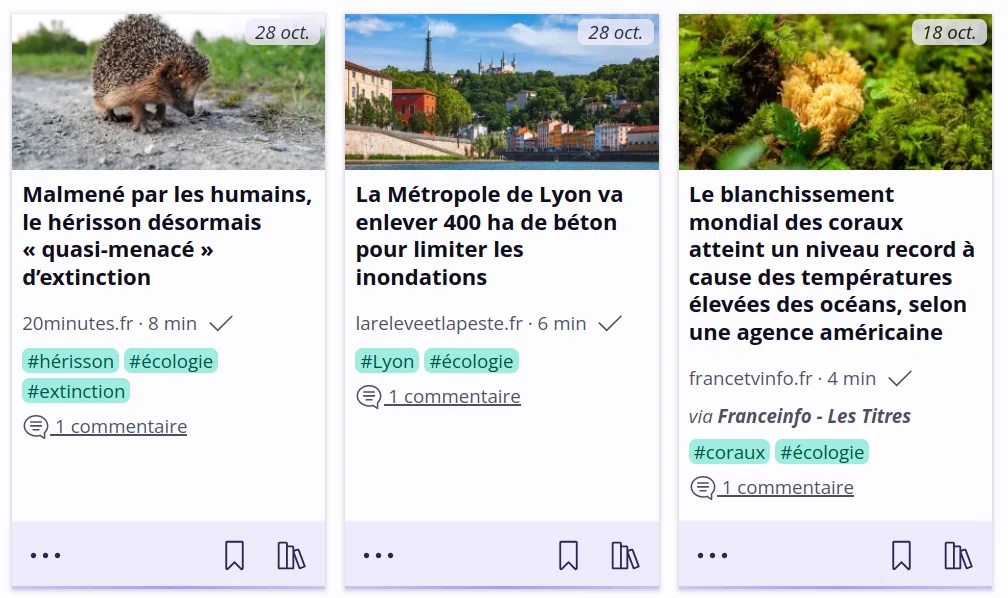 28 oct.
Malmené par les humains,
le hérisson désormais
« quasi-menacé »
d’extinction
20minutes.fr · 8 min
#hérisson #écologie
#extinction
1 commentaire
28 oct.
La Métropole de Lyon va
enlever 400 ha de béton
pour limiter les
inondations
lareleveetlapeste.fr · 6 min
#Lyon #écologie
1 commentaire
18 oct.
Le blanchissement
mondial des coraux
atteint un niveau record à
cause des températures
élevées des océans, selon
une agence américaine
francetvinfo.fr · 4 min
via Franceinfo - Les Titres
#coraux #écologie
1 commentaire